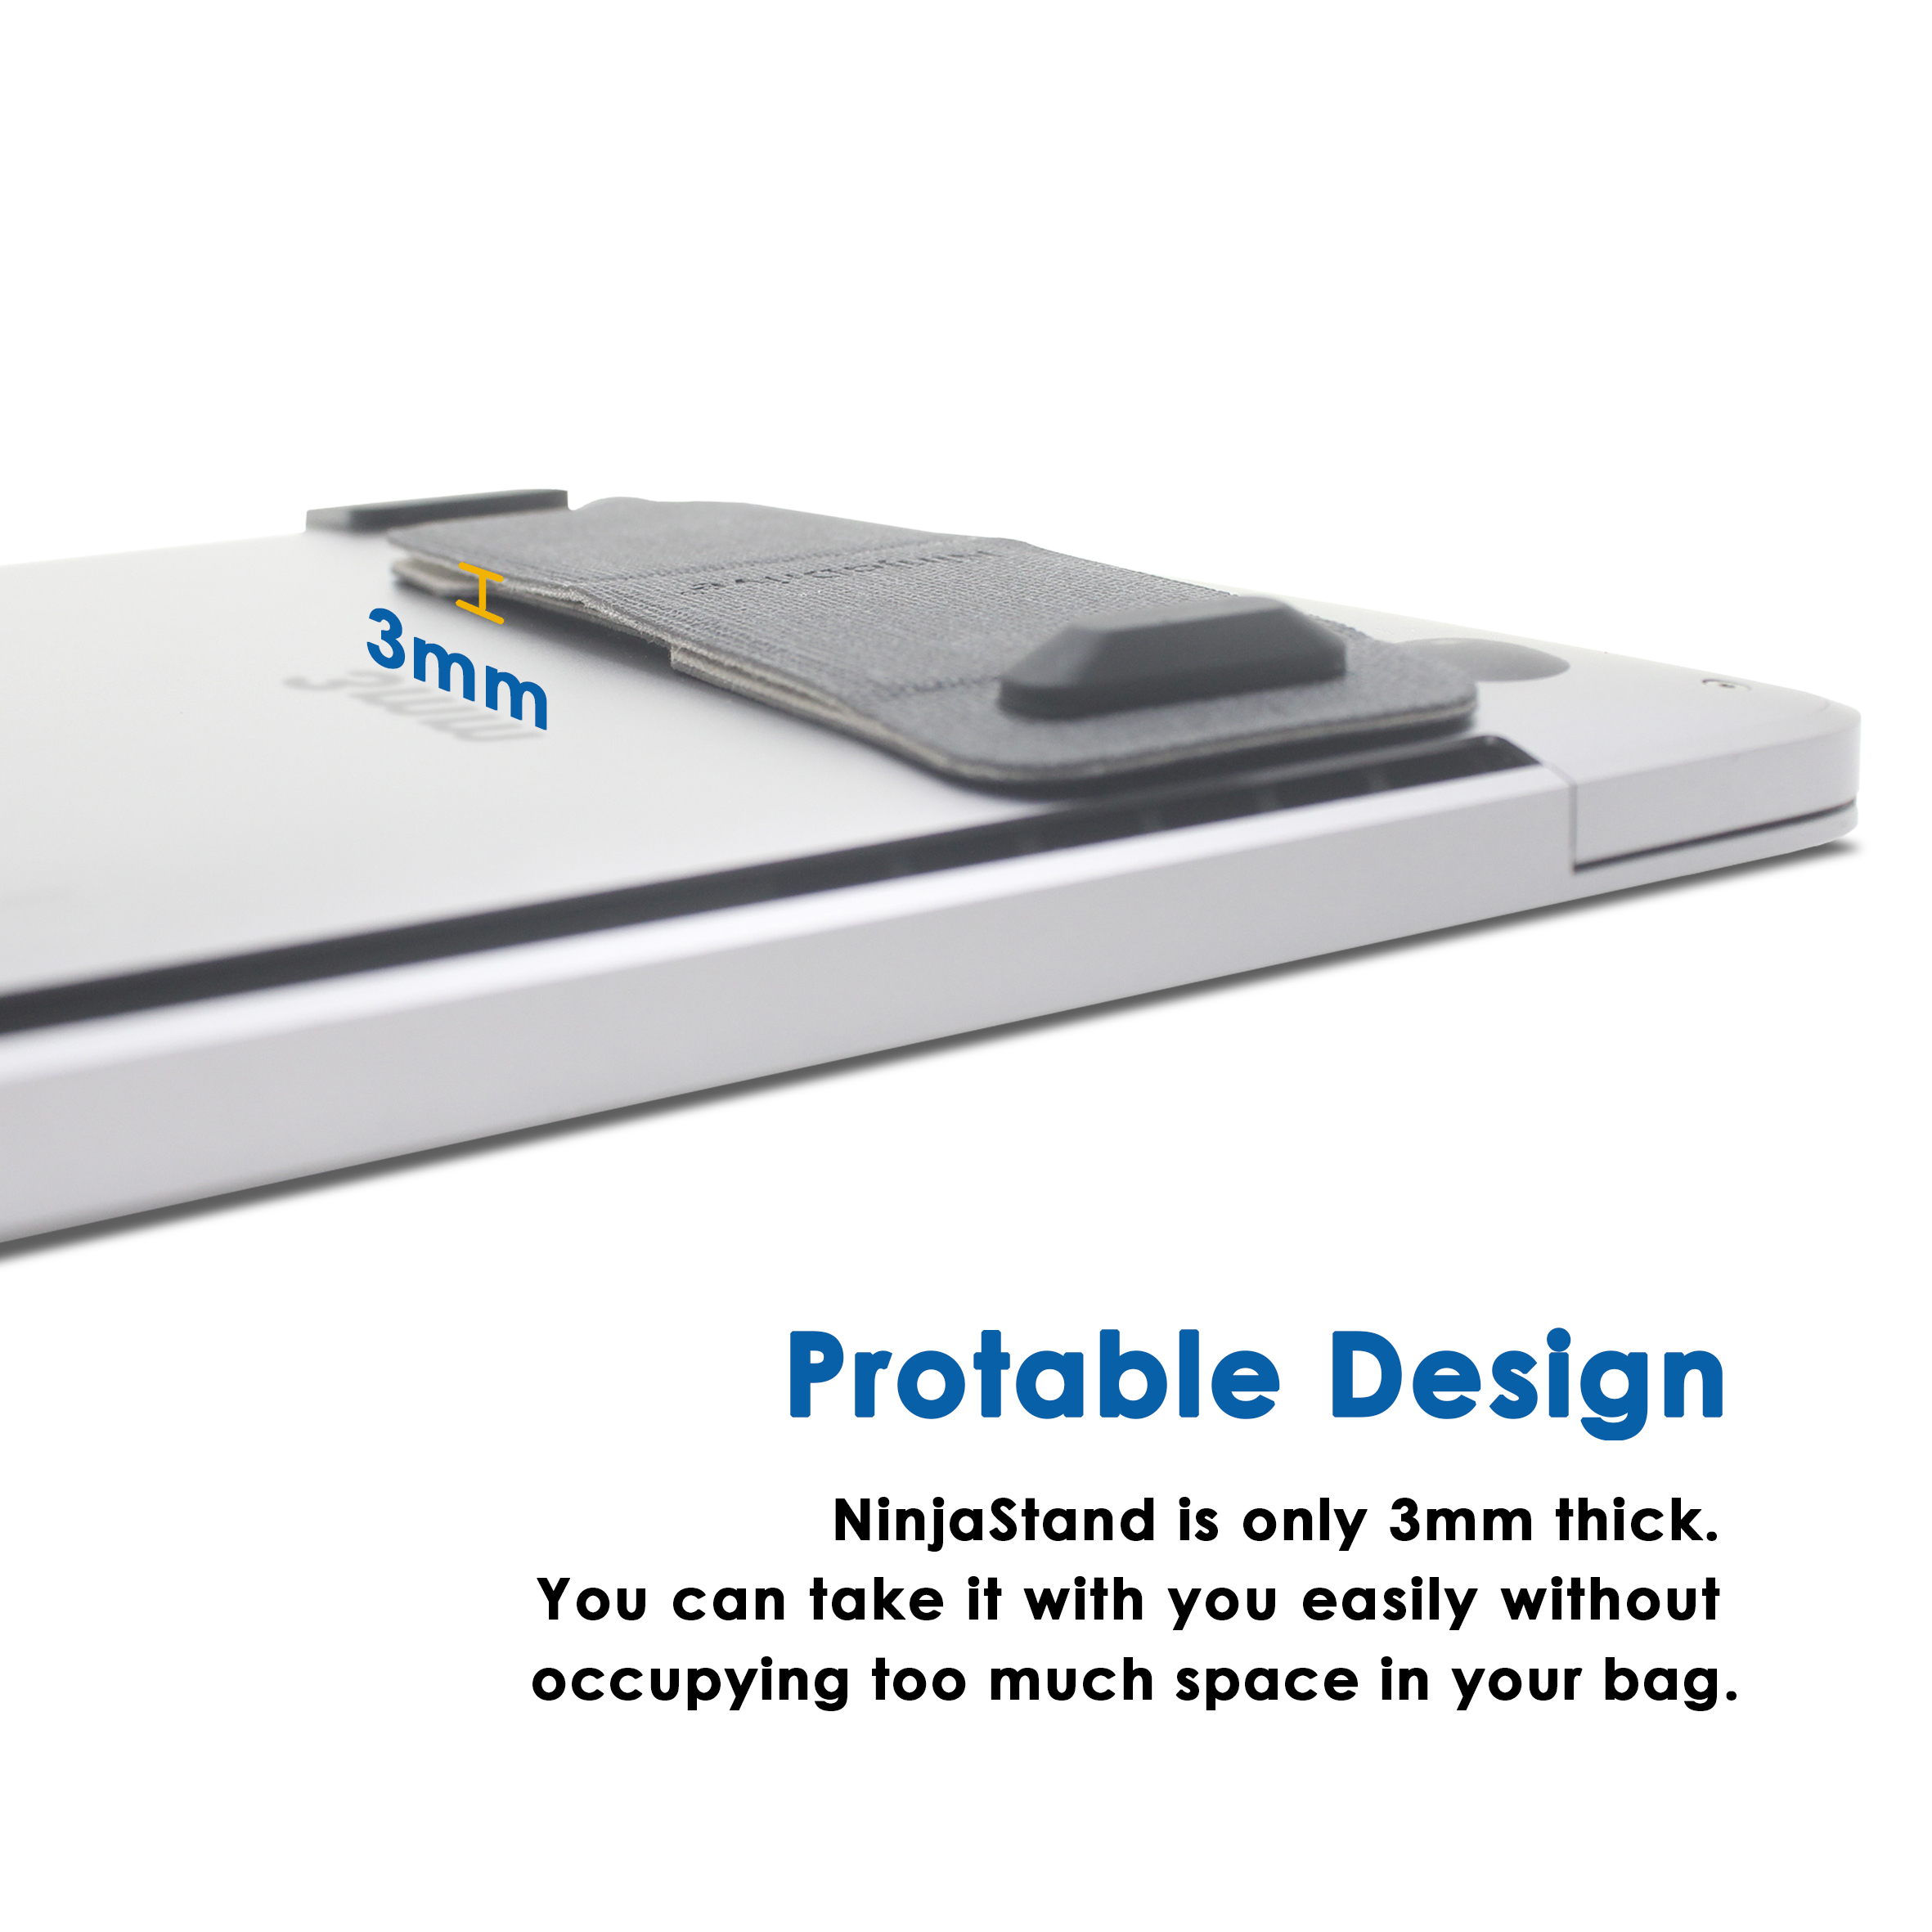 3mm
Protable Design
NinjaStand is only 3mm thick.
You can take it with you easily without
occupying too much space in your bag.